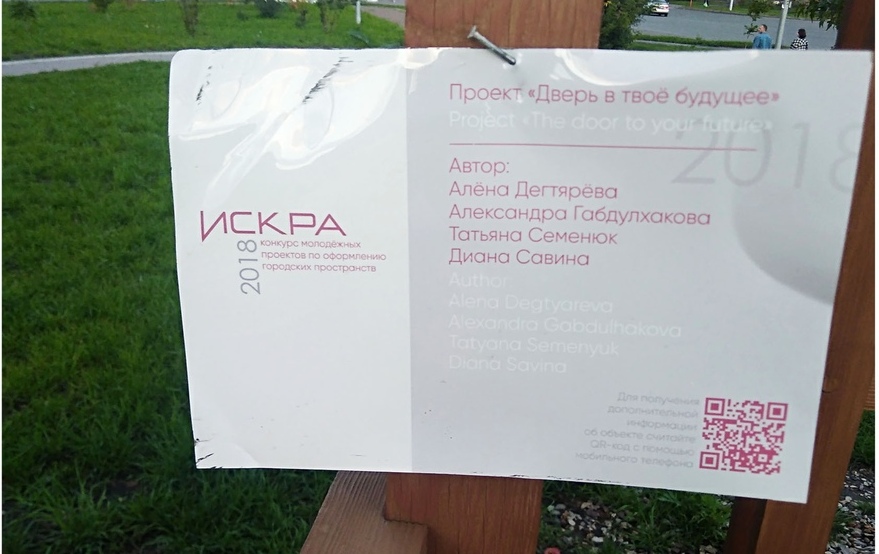 ИСКРА
2018
конкурс молодёжных
проектов по оформлению
городских пространств
Проект «Дверь в твоё будущее»
Project «The door to your future»
2018
Автор:
Алёна Дегтярёва
Александра Габдулхакова
Татьяна Семенюк
Диана Савина
Author
Alena Degtyareva
Alexandra Gabdulhakova
Tatyana Semenyuk
Diana Savina
Для получения
дополнительной
информации
об объекте считайте
QR-код с помощью
мобильного телефона